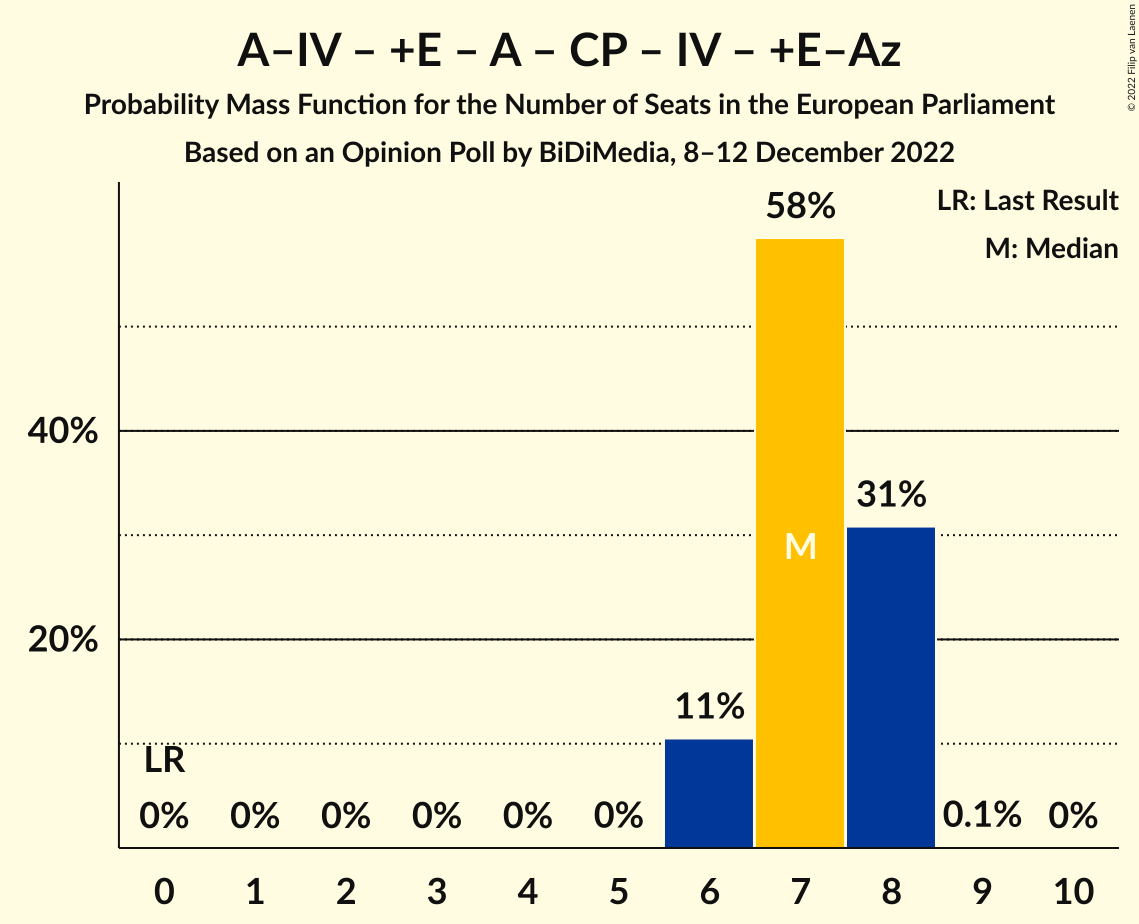 A–IV – +E – A – CP – IV – +E–Az
Probability Mass Function for the Number of Seats in the European Parliament
Based on an Opinion Poll by BiDiMedia, 8–12 December 2022
© 2022 Filip van Laenen
LR: Last Result
M: Median
58%
40%
31%
M
20%
11%
LR
0% 0% 0% 0% 0% 0% 0.1% 0%
0 1 2 3 4 5 6 7 8 9 10